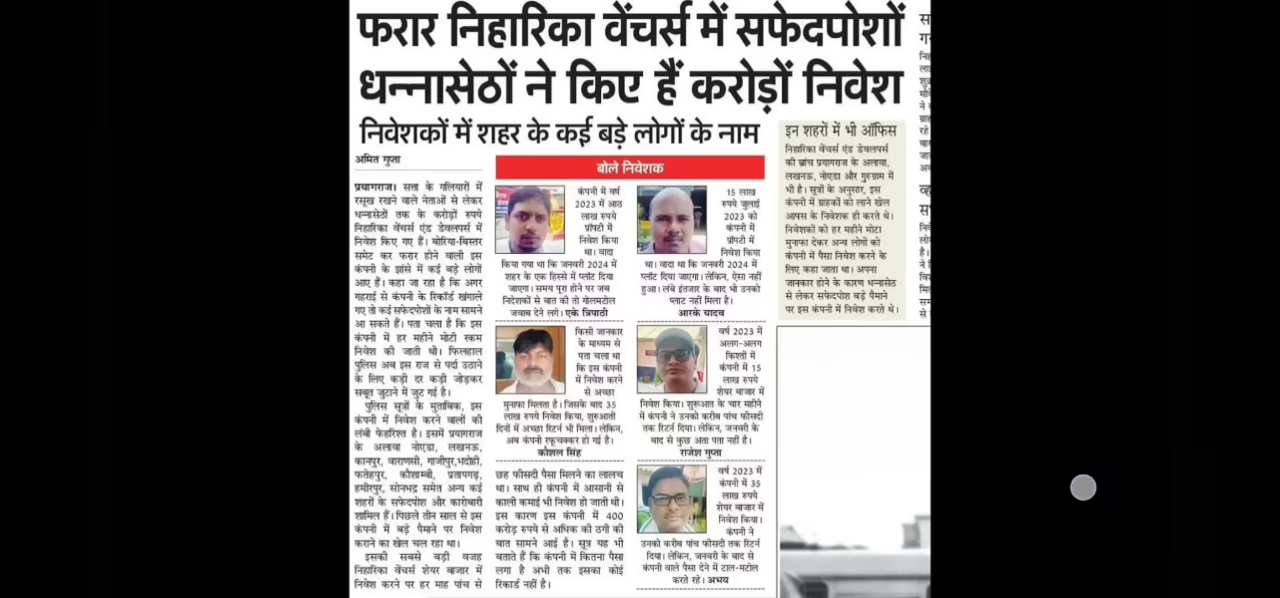 फरार निहारिका वेंचर्स में सफेदपोशों
धन्नासेठों ने किए हैं करोड़ों निवेश
निवेशकों में शहर के कई बड़े लोगों के नाम
अमित गुप्ता
प्रयागराज। सत्ता के गलियारों में
रसूख रखने वाले नेताओं से लेकर
धन्नासेठों तक के करोड़ों रुपये
निहारिका वेंचर्स एंड डेवलपर्स में
निवेश किए गए हैं। बोरिया-बिस्तर
समेट कर फरार होने वाली इस
कंपनी के झांसे में कई बड़े लोगों
आए हैं। कहा जा रहा है कि अगर
गहराई से कंपनी के रिकॉर्ड खंगाले
गए तो कई सफेदपोशों के नाम सामने
आ सकते हैं। पता चला है कि इस
कंपनी में हर महीने मोटी रकम
निवेश की जाती थी। फिलहाल
पुलिस अब इस राज से पर्दा उठाने
के लिए कड़ी दर कड़ी जोड़कर
सबूत जुटाने में जुट गई है।
पुलिस सूत्रों के मुताबिक, इस
कंपनी में निवेश करने वालों की
लंबी फेहरिस्त है। इसमें प्रयागराज
के अलावा नोएडा, लखनऊ,
कानपुर, वाराणसी, गाजीपुर,भदोही,
फतेहपुर, कौशाम्बी, प्रतापगढ़,
हमीरपुर, सोनभद्र समेत अन्य कई
शहरों के सफेदपोश और कारोबारी
शामिल हैं। पिछले तीन साल से इस
कंपनी में बड़े पैमाने पर निवेश
कराने का खेल चल रहा था।
इसकी सबसे बड़ी वजह
निहारिका वेंचर्स शेयर बाजार में
निवेश करने पर हर माह पांच से
बोले निवेशक
कंपनी में वर्ष
2023 में आठ
लाख रुपये
प्रॉपर्टी में
निवेश किया
था। वादा
किया गया था कि जनवरी 2024 में
शहर के एक हिस्से में प्लॉट दिया
जाएगा। समय पूरा होने पर जब
निदेशकों से बात की तो गोलमटोल
जवाब देने लगे। एके त्रिपाठी
15 लाख
रुपये जुलाई
2023 को
कंपनी में
प्रॉपर्टी में
निवेश किया
था। वादा था कि जनवरी 2024 में
प्लॉट दिया जाएगा। लेकिन, ऐसा नहीं
हुआ। लंबे इंतजार के बाद भी उनको
प्लाट नहीं मिला है।
आरके यादव
किसी जानकार
के माध्यम से
पता चला था
कि इस कंपनी
में निवेश करने
से अच्छा
मुनाफा मिलता है। जिसके बाद 35
लाख रुपये निवेश किया, शुरुआती
दिनों में अच्छा रिटर्न भी मिला। लेकिन,
अब कंपनी रफूचक्कर हो गई है।
कौशल सिंह
वर्ष 2023 में
अलग-अलग
किश्तों में
कंपनी में 15
लाख रुपये
शेयर बाजार में
निवेश किया। शुरूआत के चार महीने
में कंपनी ने उनको करीब पांच फीसदी
तक रिटर्न दिया। लेकिन, जनवरी के
बाद से कुछ अता पता नहीं है।
राजेश गुप्ता
छह फीसदी पैसा मिलने का लालच
था। साथ ही कंपनी में आसानी से
काली कमाई भी निवेश हो जाती थी।
इस कारण इस कंपनी में 400
करोड़ रुपये से अधिक की ठगी की
बात सामने आई है। सूत्र यह भी
बताते हैं कि कंपनी में कितना पैसा
लगा है अभी तक इसका कोई
रिकार्ड नहीं है।
वर्ष 2023 में
कंपनी में 35
लाख रुपये
शेयर बाजार में
निवेश किया।
कंपनी ने
उनको करीब पांच फीसदी तक रिटर्न
दिया। लेकिन, जनवरी के बाद से
कंपनी वाले पैसा देने में टाल-मटोल
करते रहे। अभय
इन शहरों में भी ऑफिस
निहारिका वेंचर्स एंड डेवलपर्स
की ब्रांच प्रयागराज के अलावा,
लखनऊ, नोएडा और गुरुग्राम में
भी है। सूत्रों के अनुसार, इस
कंपनी में ग्राहकों को लाने खेल
आपस के निवेशक ही करते थे।
निवेशकों को हर महीने मोटा
मुनाफा देकर अन्य लोगों को
कंपनी में पैसा निवेश करने के
लिए कहा जाता था। अपना
जानकार होने के कारण धन्नासेठ
से लेकर सफेदपोश बड़े पैमाने
पर इस कंपनी में निवेश करते थे।